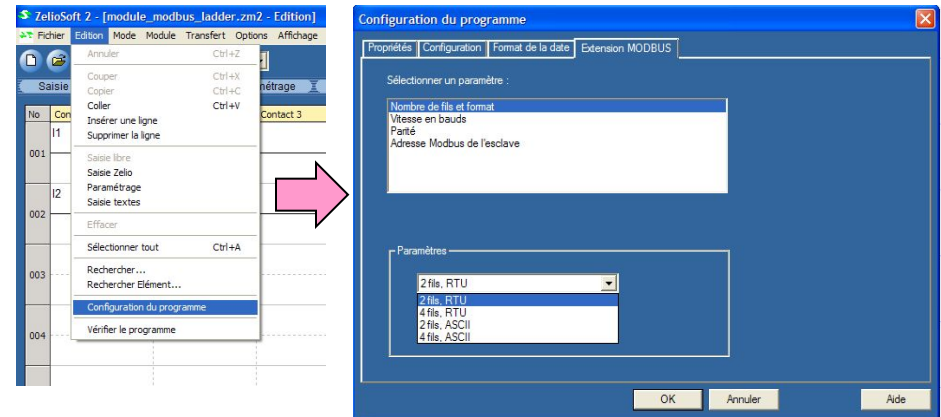 ZelioSoft 2 - [module_modbus_ladder.zm2 - Edition]
Fichier Edition Mode Module Transfert Options Affichage
Annuler Ctrl+Z
Couper Ctrl+X
Copier Ctrl+C
Coller Ctrl+V
Insérer une ligne
Supprimer la ligne
Saisie libre
Saisie Zelio
Paramétrage
Saisie textes
Effacer
Sélectionner tout Ctrl+A
Rechercher...
Rechercher Elément...
Configuration du programme
Vérifier le programme
Saisie
métrage
No Con
Contact 3
I1
001
I2
002
003
004
Configuration du programme
Propriétés Configuration Format de la date Extension MODBUS
Sélectionner un paramètre :
Nombre de fils et format
Vitesse en bauds
Parité
Adresse Modbus de l'esclave
Paramètres
2 fils, RTU
2 fils, RTU
4 fils, RTU
2 fils, ASCII
4 fils, ASCII
OK Annuler Aide